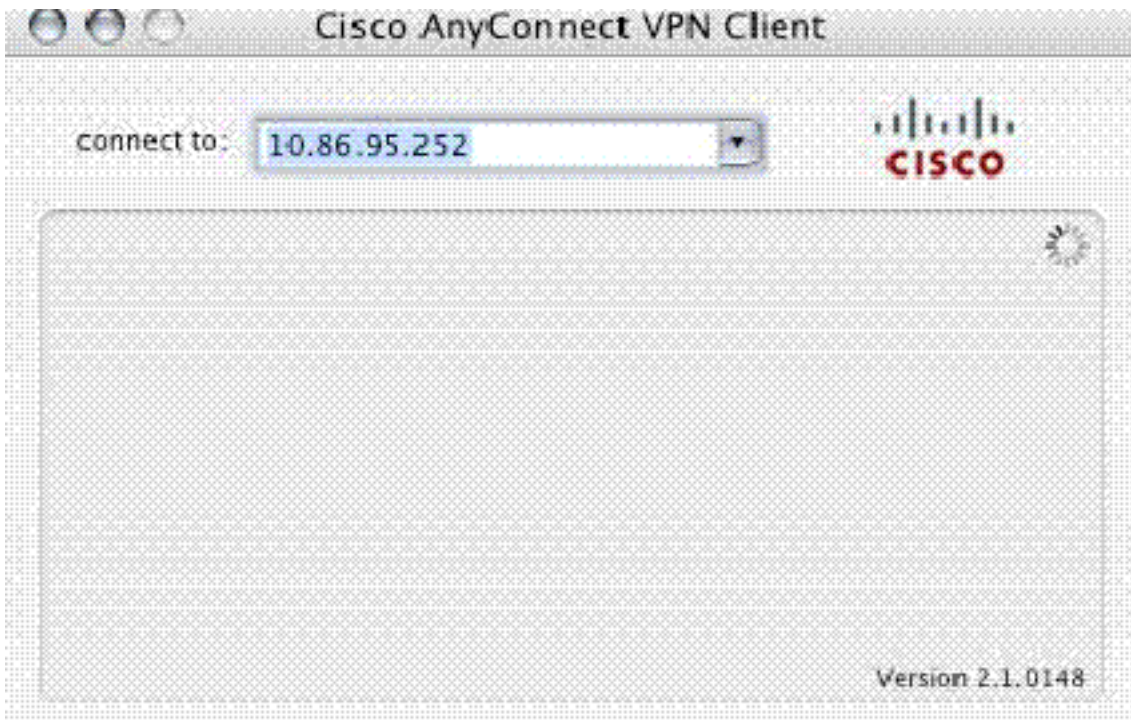 Cisco AnyConnect VPN Client
connect to: 10.86.95.252
CISCO
Version 2.1.0148